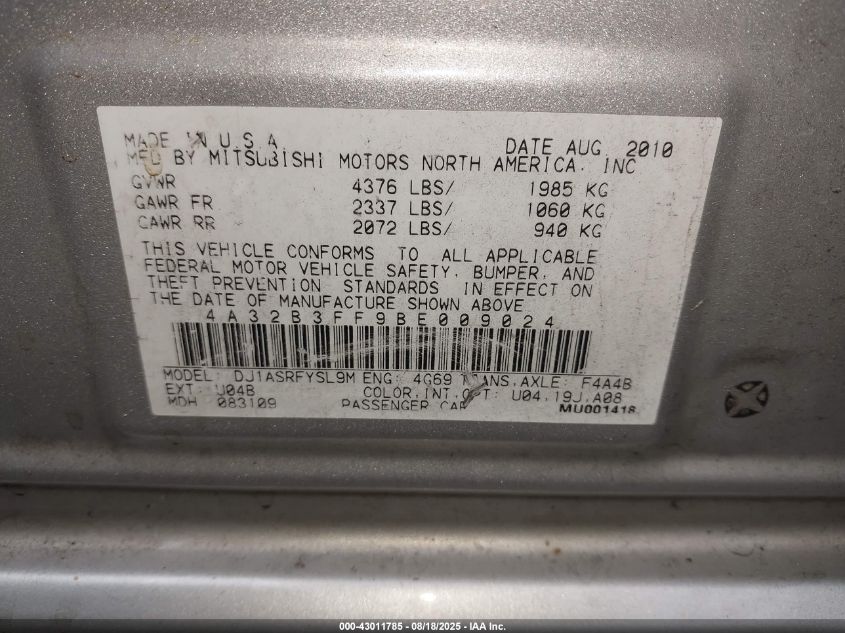 MADE IN U S A DATE AUG 2010
MFD BY MITSUBISHI MOTORS NORTH AMERICA. INC
GVWR 4376 LBS/ 1985 KG
GAWR FR 2337 LBS/ 1060 KG
CAWR RR 2072 LBS/ 940 KG
THIS VEHICLE CONFORMS TO ALL APPLICABLE
FEDERAL MOTOR VEHICLE SAFETY. BUMPER. AND
THEFT PREVENTION STANDARDS IN EFFECT ON
THE DATE OF MANUFACTURE SHOWN ABOVE
4A32B3FF9BE009024
MODEL: DJ1ASRFYSL9M ENG: 4G69 TRANS.AXLE: F4A4B
EXT: U04B COLOR.INT.OPT: U04.19J.A08
MDH 083109 PASSENGER CAR MU001418
000-43011785 - 08/18/2025 - IAA Inc.